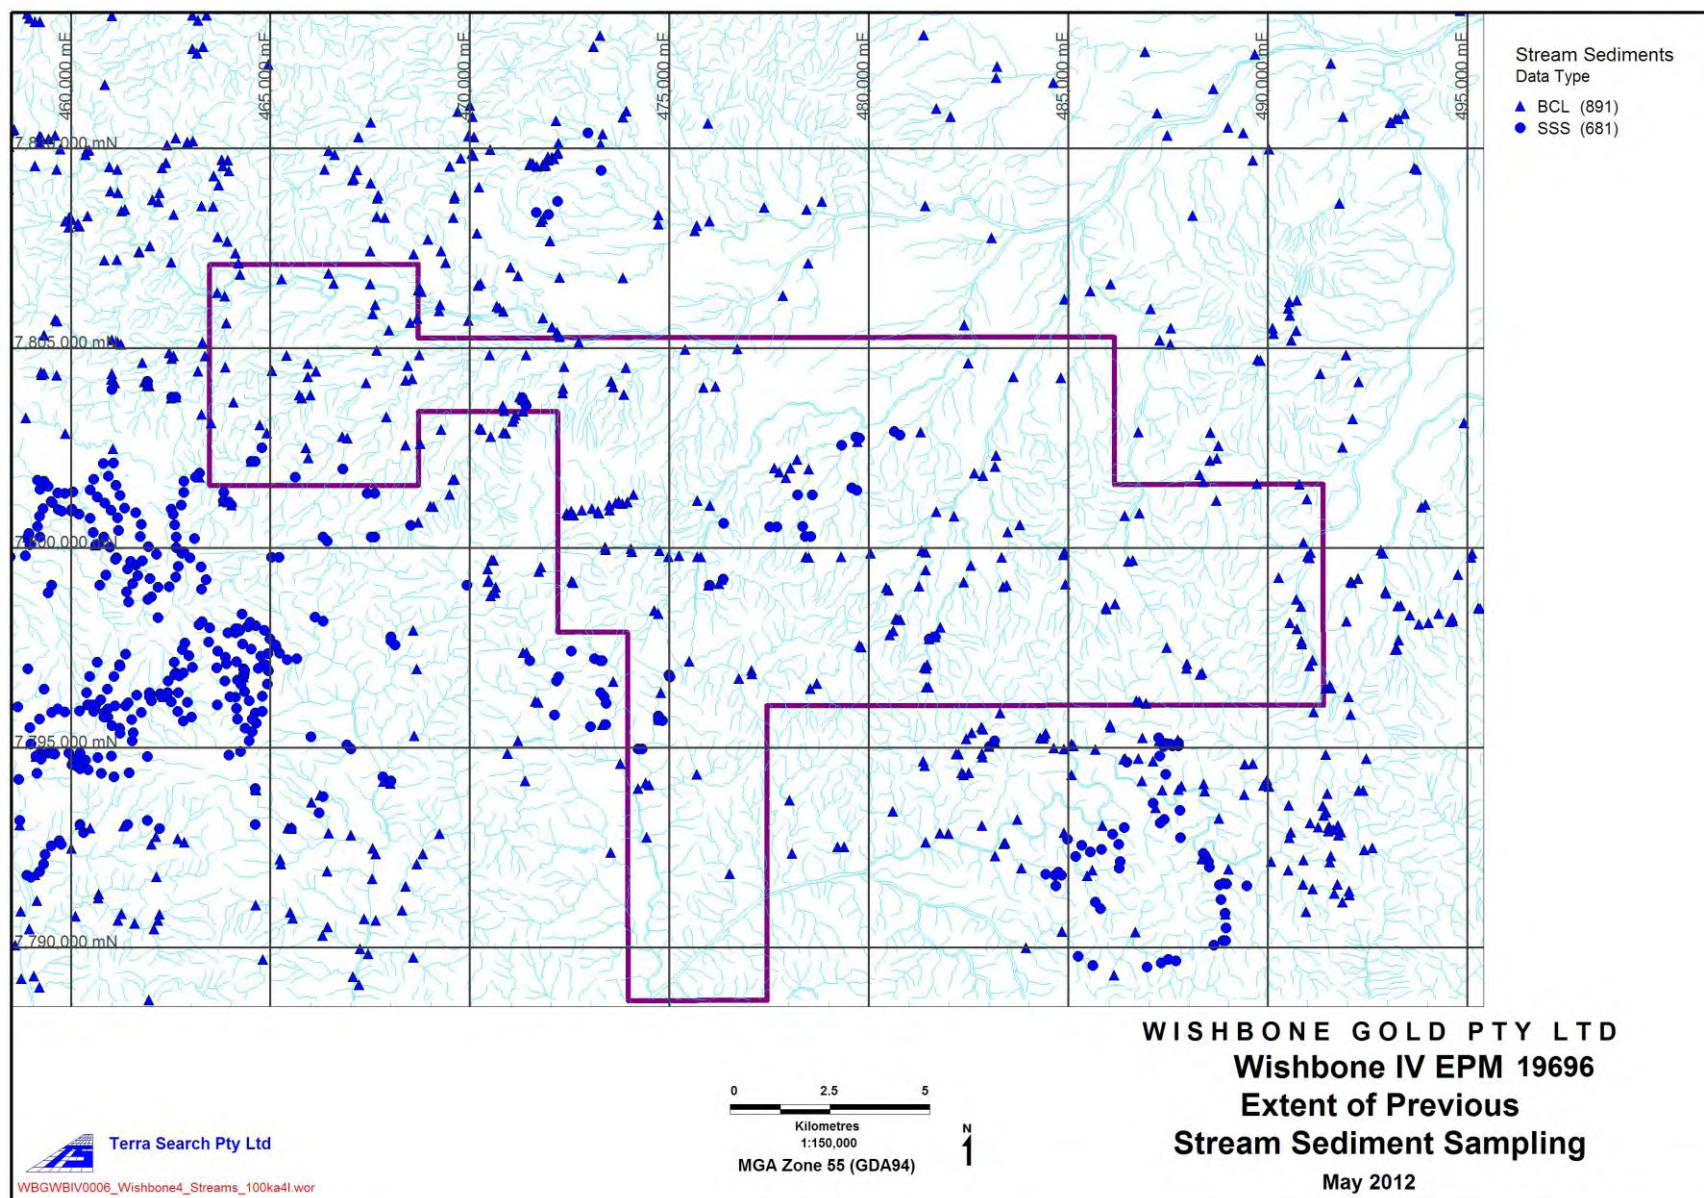 460,000 mE
465,000 mE
470,000 mE
475,000 mE
480,000 mE
485,000 mE
490,000 mE
495,000 mE
Stream Sediments
Data Type
BCL (891)
SSS (681)
7,810,000 mN
7,805,000 mN
7,800,000 mN
7,795,000 mN
7,790,000 mN
WISHBONE GOLD PTY LTD
Wishbone IV EPM 19696
Extent of Previous
Stream Sediment Sampling
May 2012
0 2.5 5
Kilometres
1:150,000
MGA Zone 55 (GDA94)
N
Terra Search Pty Ltd
WBGWBIV0006_Wishbone4_Streams_100ka4l.wor